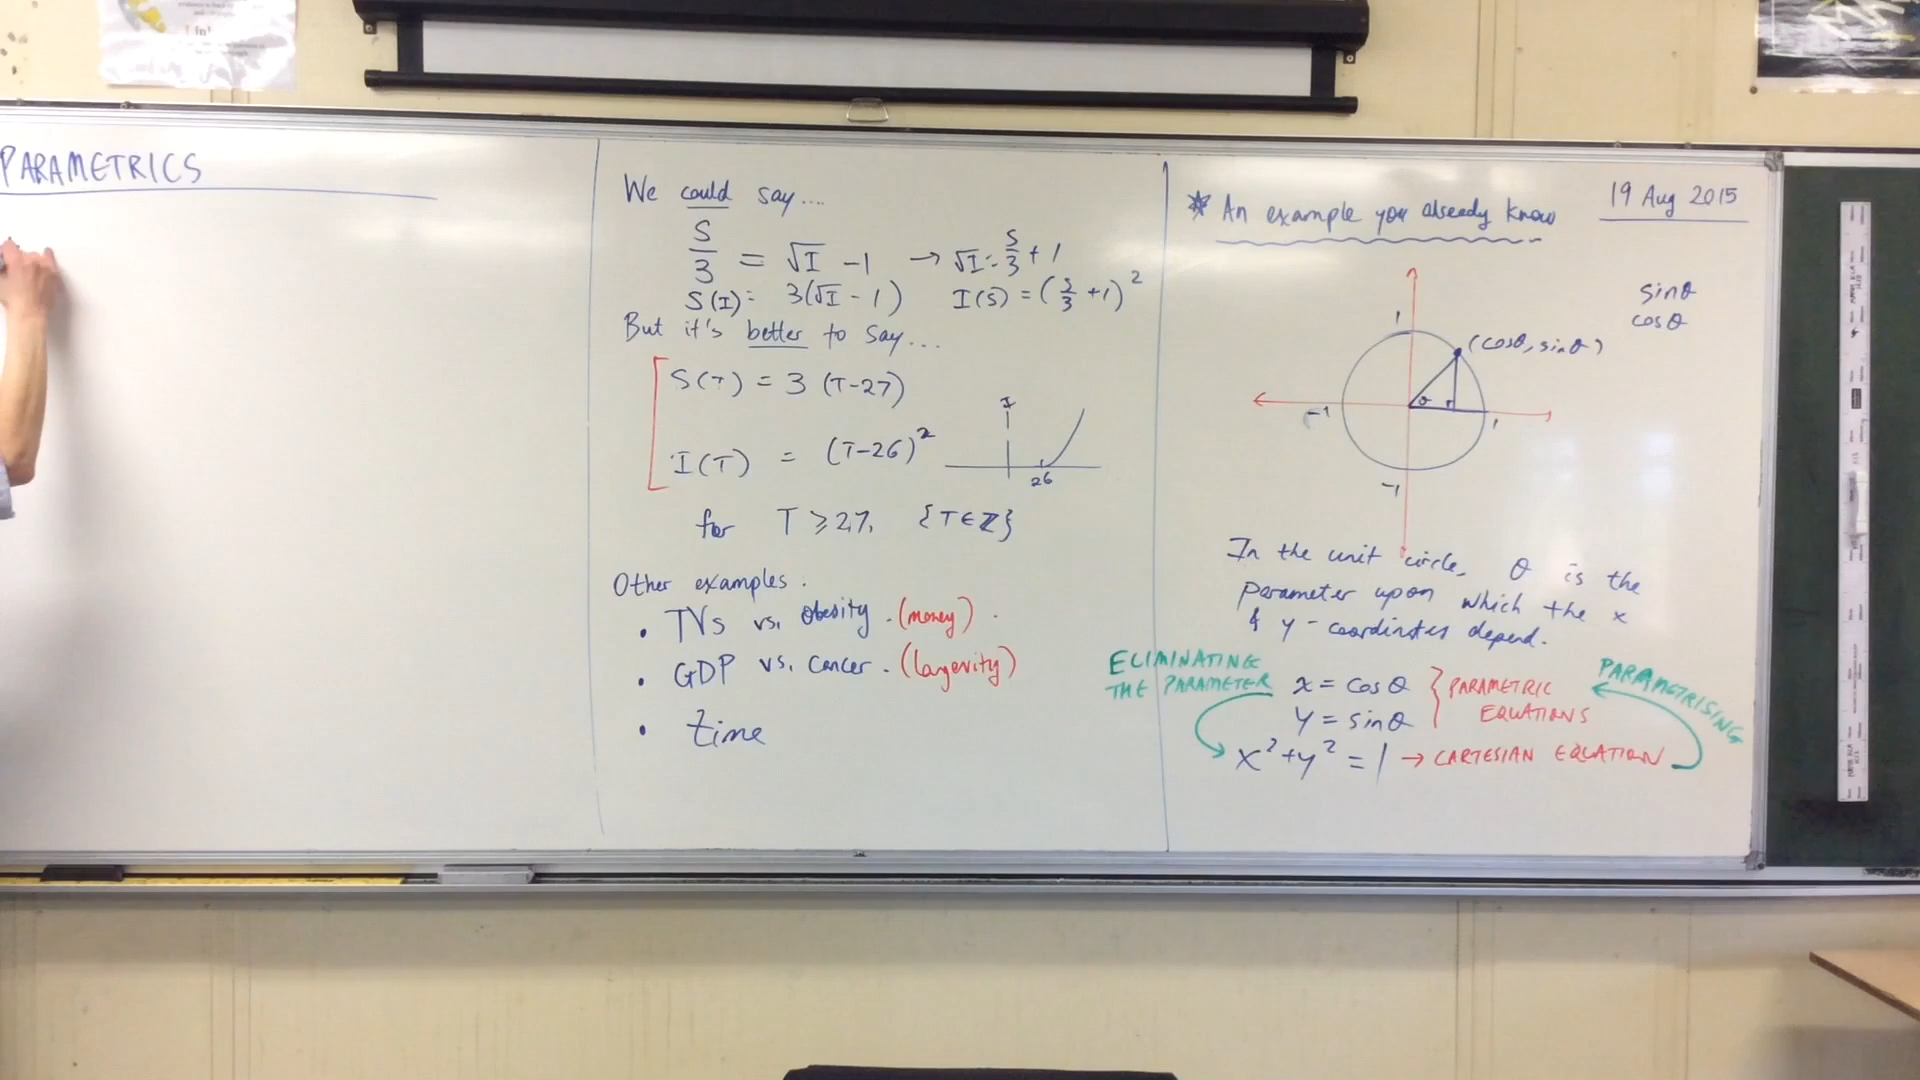 PARAMETRICS
We could say....
S/3 = √I - 1 → √I = S/3 + 1
S(I) = 3(√I - 1) I(S) = (S/3 + 1)²
But it's better to say...
S(T) = 3 (T-27)
I(T) = (T-26)²
I
26
for T ≥ 27, {T∈Z}
Other examples.
• TVs vs. obesity. (money)
• GDP vs. cancer. (longevity)
• time
19 Aug 2015
* An example you already know
sinθ
cosθ
1
(cosθ, sinθ)
θ
-1
1
-1
In the unit circle, θ is the
parameter upon which the x
& y-coordinates depend.
ELIMINATING
THE PARAMETER
x = cosθ } PARAMETRIC
y = sinθ EQUATIONS
PARAMETRISING
x² + y² = 1 → CARTESIAN EQUATION